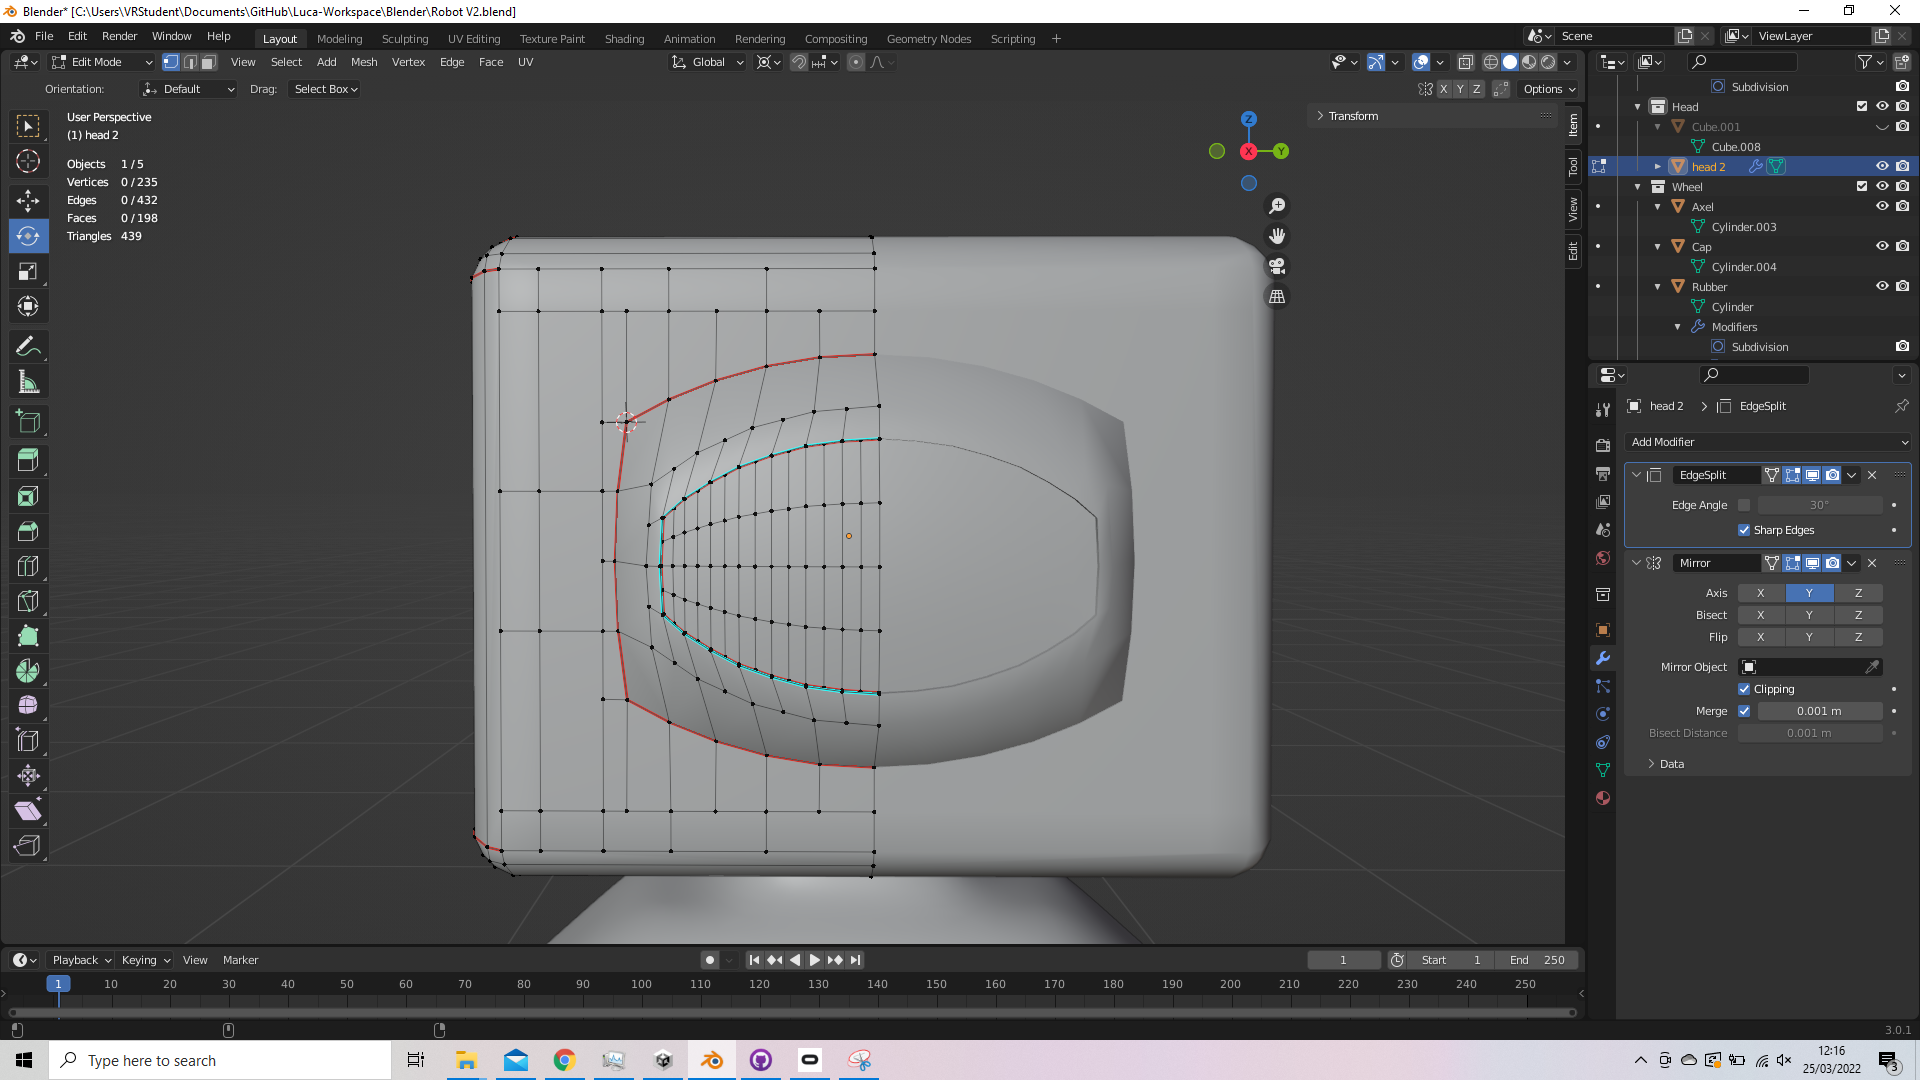 Blender* [C:\Users\VRStudent\Documents\GitHub\Luca-Workspace\Blender\Robot V2.blend]
File Edit Render Window Help Layout Modeling Sculpting UV Editing Texture Paint Shading Animation Rendering Compositing Geometry Nodes Scripting + Scene ViewLayer
Edit Mode View Select Add Mesh Vertex Edge Face UV Global
Orientation: Default Drag: Select Box X Y Z Options
User Perspective
(1) head 2
Objects 1/5
Vertices 0/235
Edges 0/432
Faces 0/198
Triangles 439
Z
X
Y
Transform
Item
Tool
View
Edit
Subdivision
Head
Cube.001
Cube.008
head 2
Wheel
Axel
Cylinder.003
Cap
Cylinder.004
Rubber
Cylinder
Modifiers
Subdivision
head 2 > EdgeSplit
Add Modifier
EdgeSplit
Edge Angle 30°
Sharp Edges
Mirror
Axis X Y Z
Bisect X Y Z
Flip X Y Z
Mirror Object
Clipping
Merge 0.001 m
Bisect Distance 0.001 m
Data
Playback Keying View Marker 1 Start 1 End 250
1 10 20 30 40 50 60 70 80 90 100 110 120 130 140 150 160 170 180 190 200 210 220 230 240 250
3.0.1
Type here to search
12:16
25/03/2022
3